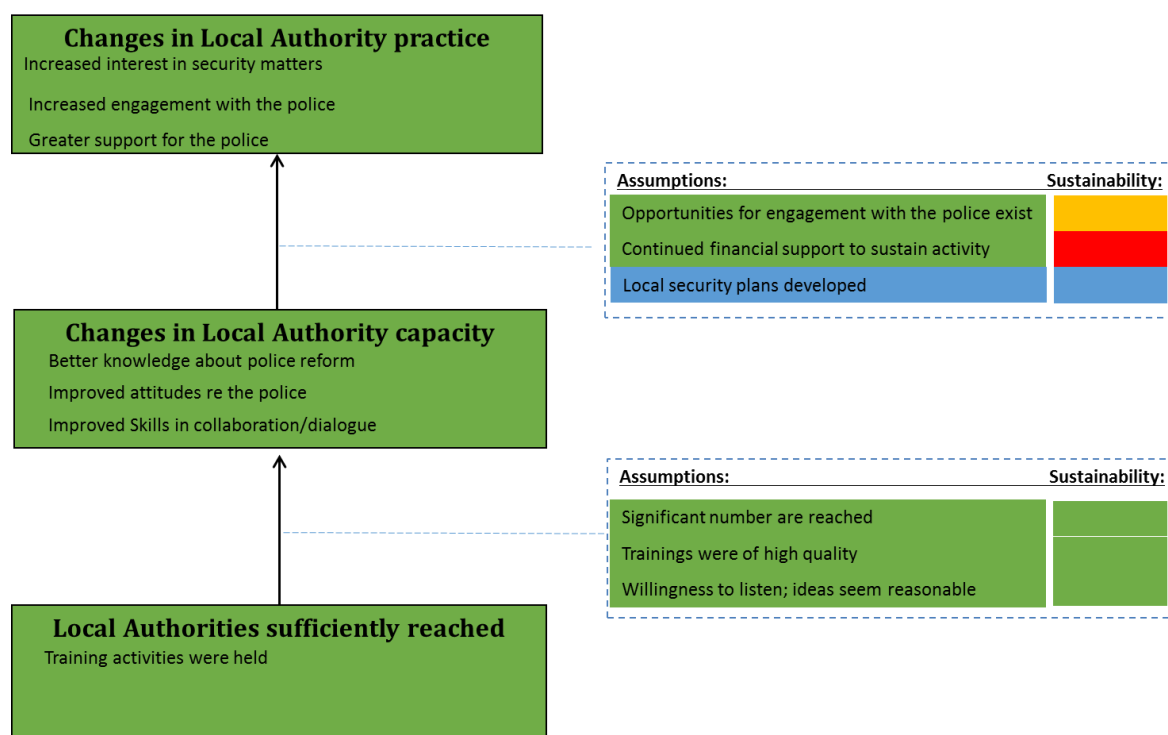 Changes in Local Authority practice
Increased interest in security matters
Increased engagement with the police
Greater support for the police
Assumptions: Sustainability:
Opportunities for engagement with the police exist
Continued financial support to sustain activity
Local security plans developed
Changes in Local Authority capacity
Better knowledge about police reform
Improved attitudes re the police
Improved Skills in collaboration/dialogue
Assumptions: Sustainability:
Significant number are reached
Trainings were of high quality
Willingness to listen; ideas seem reasonable
Local Authorities sufficiently reached
Training activities were held